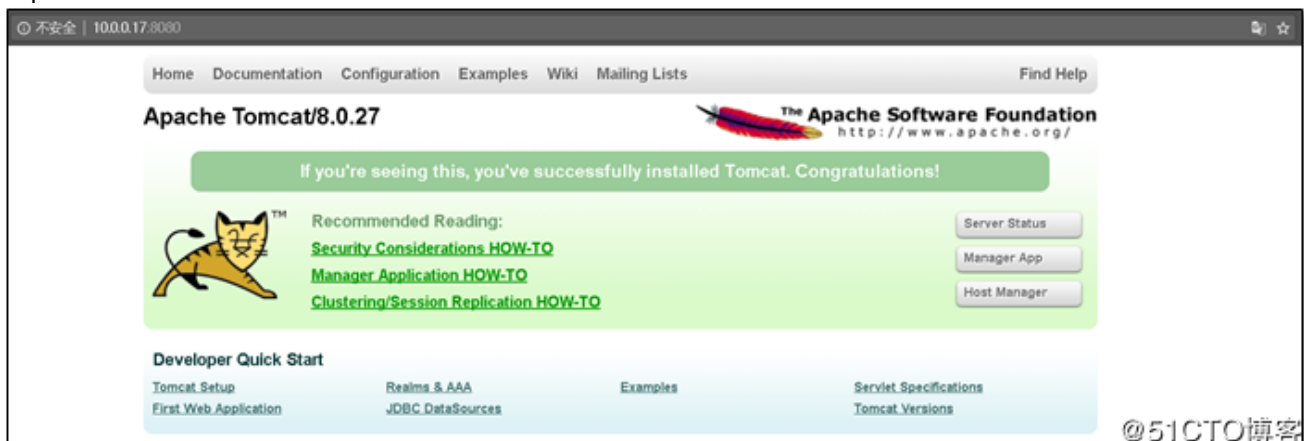 不安全 | 10.0.0.17:8080
Home Documentation Configuration Examples Wiki Mailing Lists Find Help
Apache Tomcat/8.0.27
The Apache Software Foundation
http://www.apache.org/
If you're seeing this, you've successfully installed Tomcat. Congratulations!
TM
Recommended Reading:
Security Considerations HOW-TO
Manager Application HOW-TO
Clustering/Session Replication HOW-TO
Server Status
Manager App
Host Manager
Developer Quick Start
Tomcat Setup Realms & AAA Examples Servlet Specifications
First Web Application JDBC DataSources Tomcat Versions
@51CTO博客